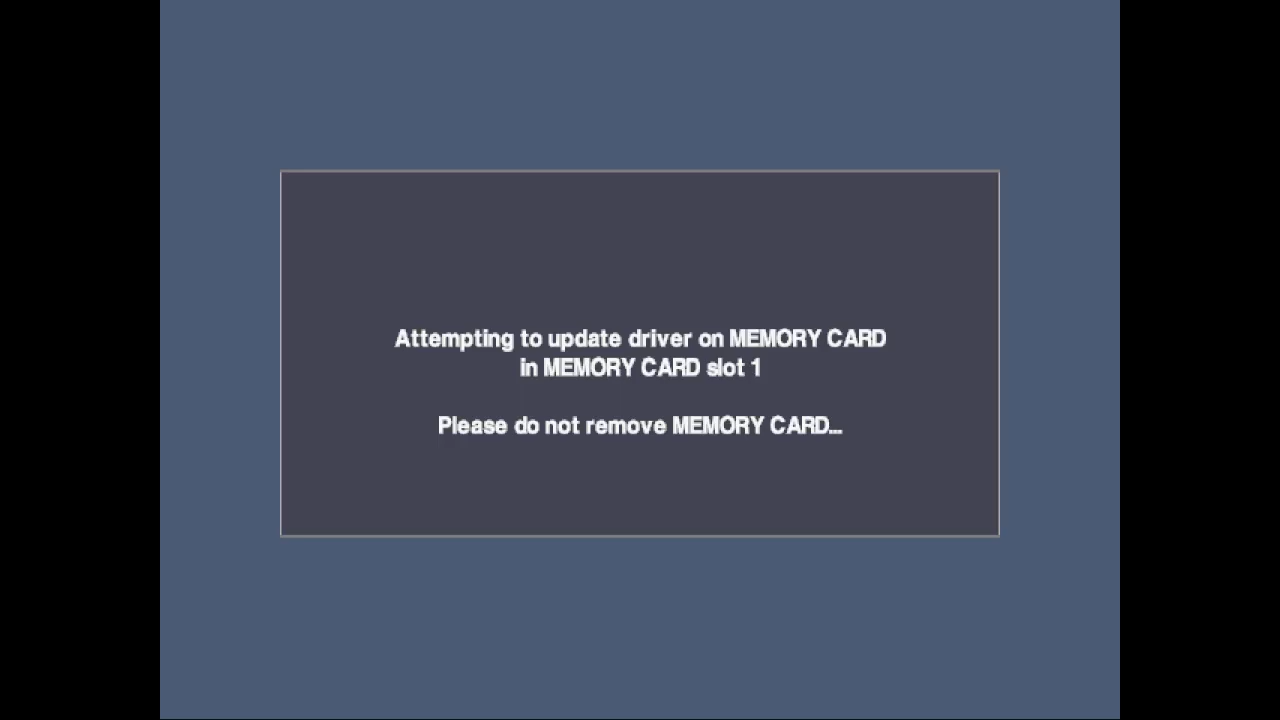 Attempting to update driver on MEMORY CARD
in MEMORY CARD slot 1
Please do not remove MEMORY CARD...